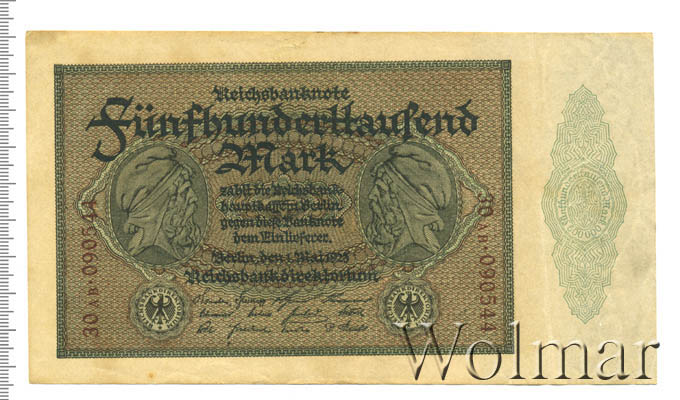 Reichsbanknote
Fünfhunderttausend
Mark
zahlt die Reichsbank-
hauptkasse in Berlin
gegen diese Banknote
dem Einlieferer.
Berlin, den 1. Mai 1923
Reichsbankdirektorium
30 AB·090544
30 AB·090544
Wolmar